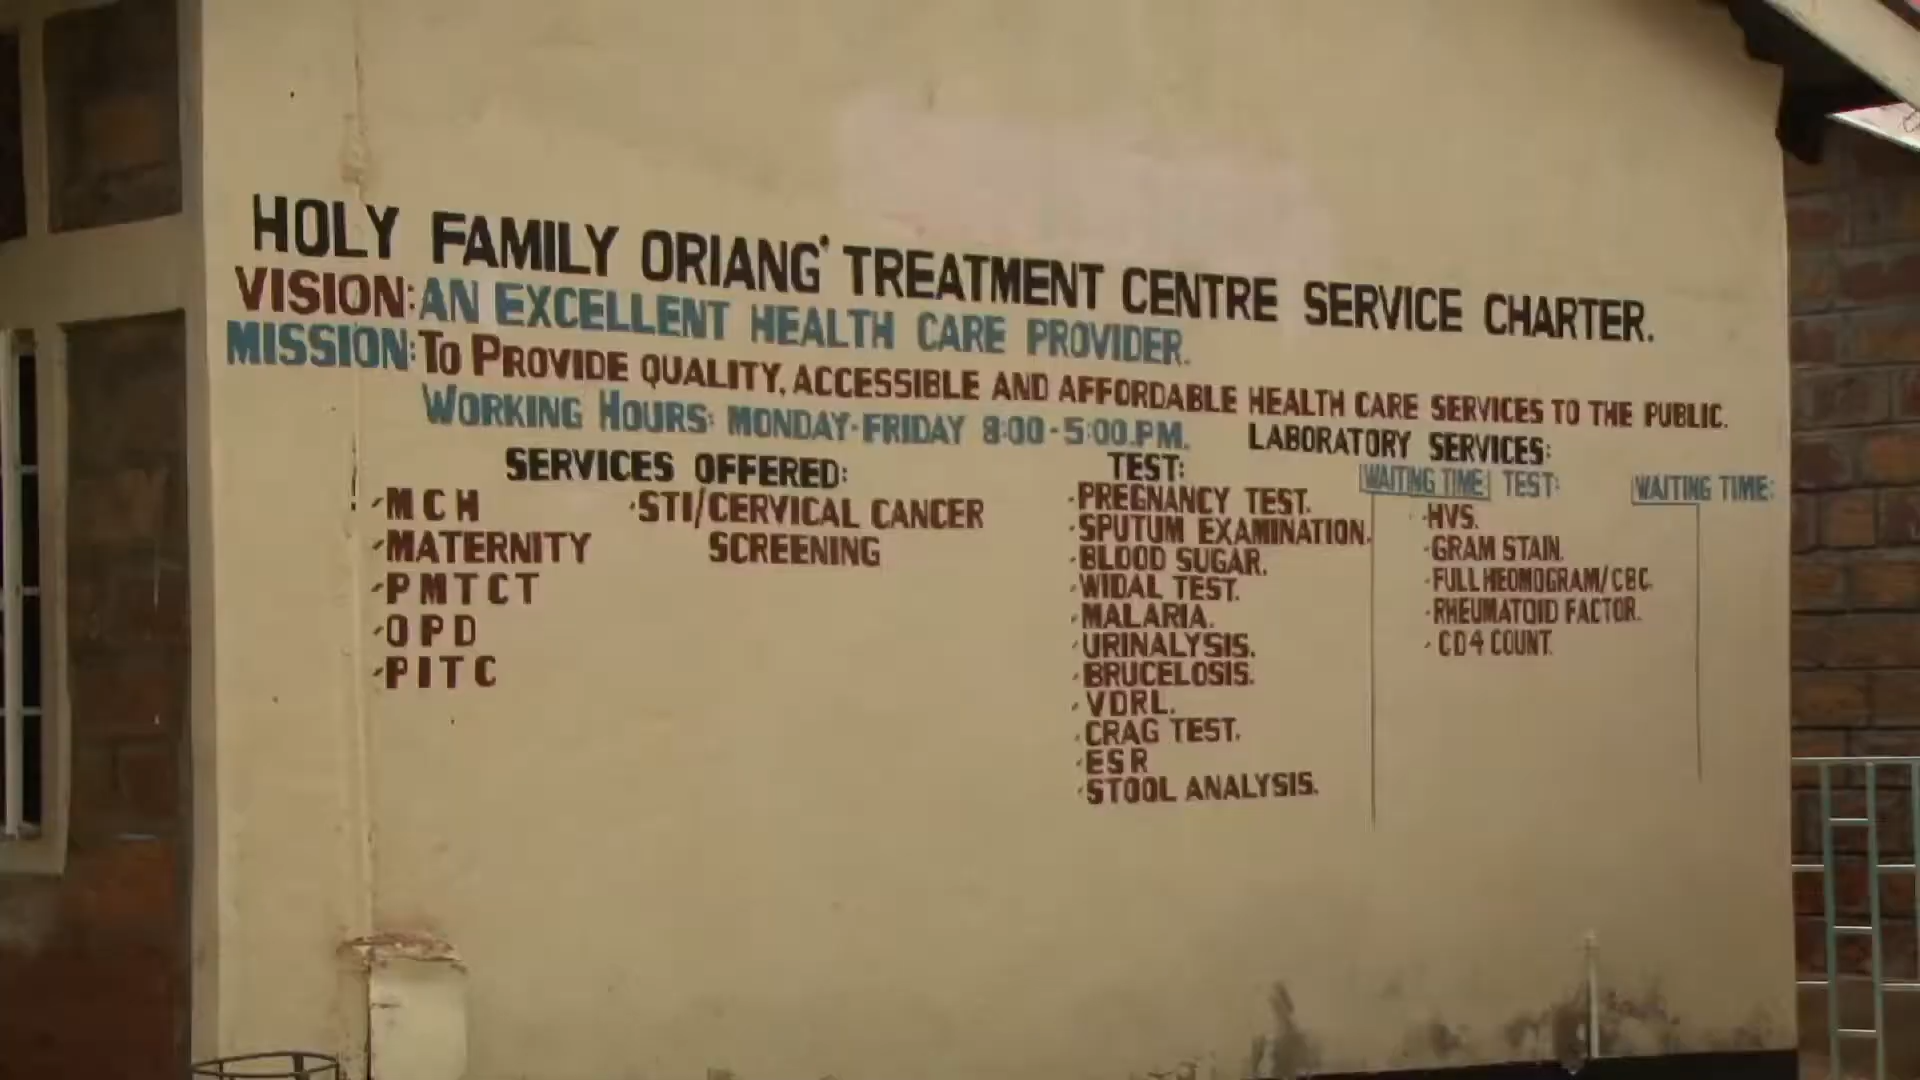 HOLY FAMILY ORIANG' TREATMENT CENTRE SERVICE CHARTER.
VISION: AN EXCELLENT HEALTH CARE PROVIDER.
MISSION: TO PROVIDE QUALITY, ACCESSIBLE AND AFFORDABLE HEALTH CARE SERVICES TO THE PUBLIC.
WORKING HOURS: MONDAY-FRIDAY 8:00-5:00.PM.
SERVICES OFFERED:
-MCH
-MATERNITY
-PMTCT
-OPD
-PITC
-STI/CERVICAL CANCER
SCREENING
LABORATORY SERVICES:
TEST: WAITING TIME
-PREGNANCY TEST.
-SPUTUM EXAMINATION.
-BLOOD SUGAR.
-WIDAL TEST.
-MALARIA.
-URINALYSIS.
-BRUCELOSIS.
-VDRL.
-CRAG TEST.
-ESR
-STOOL ANALYSIS.
TEST: WAITING TIME:
-HVS.
-GRAM STAIN.
-FULL HEOMOGRAM/CBC.
-RHEUMATOID FACTOR.
-CD4 COUNT.